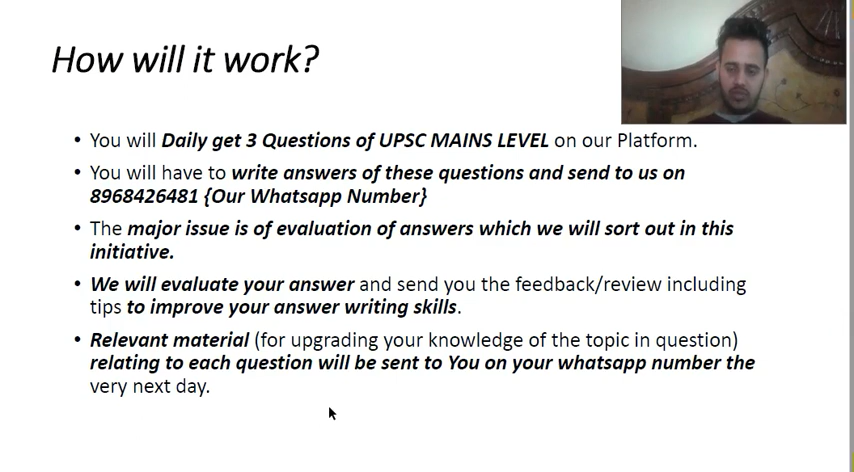 How will it work?
• You will Daily get 3 Questions of UPSC MAINS LEVEL on our Platform.
• You will have to write answers of these questions and send to us on
8968426481 {Our Whatsapp Number}
• The major issue is of evaluation of answers which we will sort out in this
initiative.
• We will evaluate your answer and send you the feedback/review including
tips to improve your answer writing skills.
• Relevant material (for upgrading your knowledge of the topic in question)
relating to each question will be sent to You on your whatsapp number the
very next day.